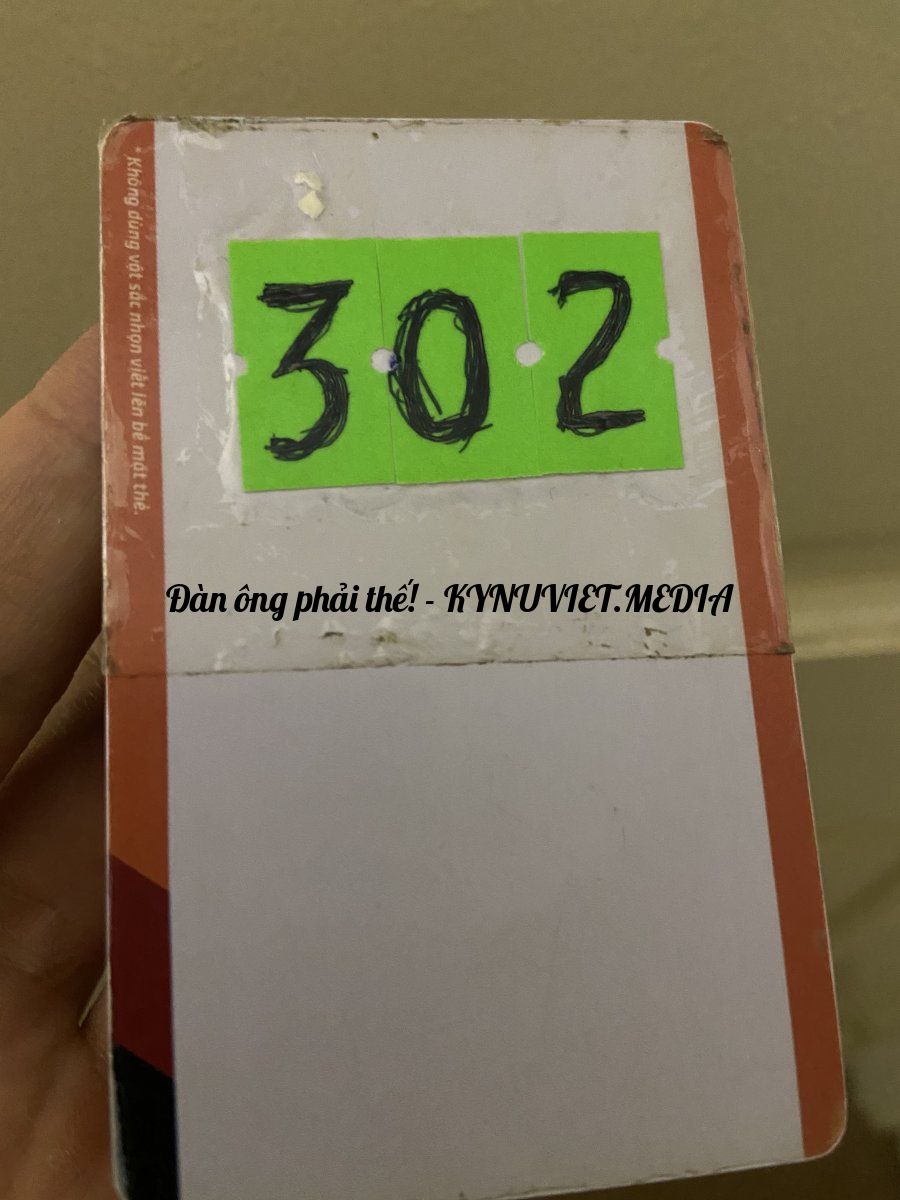 * Không dùng vật sắc nhọn viết lên bề mặt thẻ.
302
Đàn ông phải thế! - KYNUVIET.MEDIA